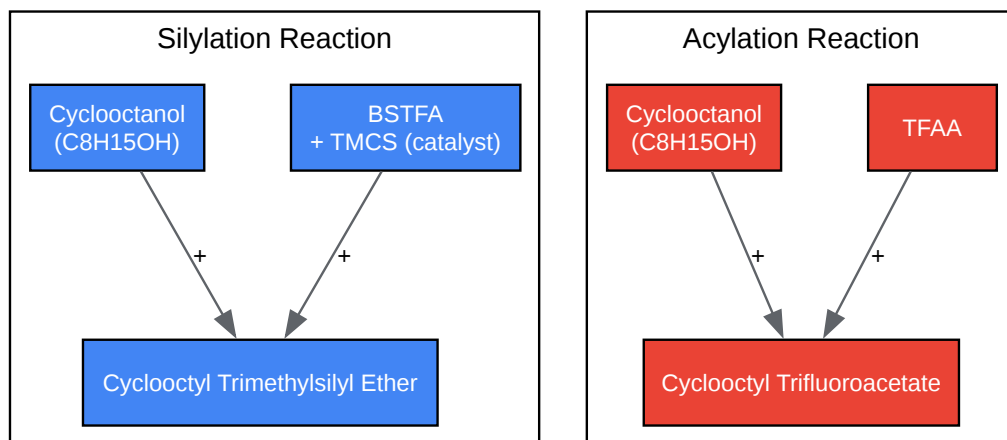 Silylation Reaction
Cyclooctanol
(C8H15OH)
BSTFA
+ TMCS (catalyst)
+
+
Cyclooctyl Trimethylsilyl Ether
Acylation Reaction
Cyclooctanol
(C8H15OH)
TFAA
+
+
Cyclooctyl Trifluoroacetate